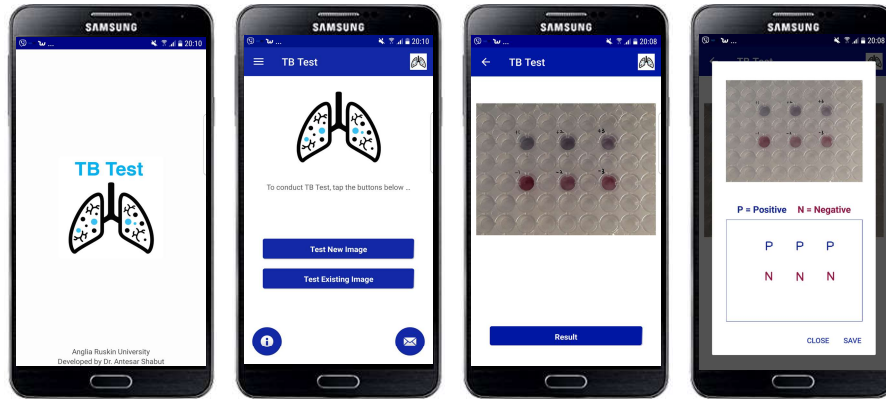 SAMSUNG
20:10
TB Test
Anglia Ruskin University
Developed by Dr. Antesar Shabut
SAMSUNG
20:10
TB Test
To conduct TB Test, tap the buttons below ...
Test New Image
Test Existing Image
SAMSUNG
20:08
TB Test
+3
-3
Result
SAMSUNG
20:08
TB Test
P = Positive N = Negative
P P P
N N N
CLOSE SAVE